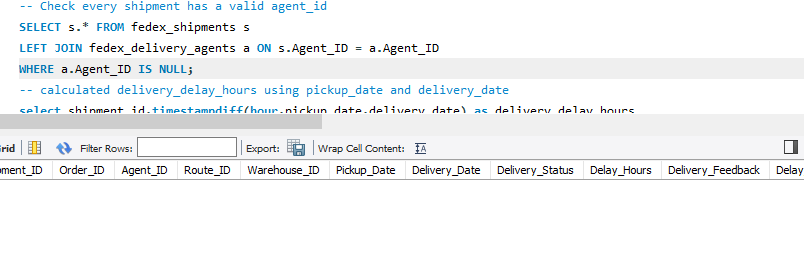 -- Check every shipment has a valid agent_id
SELECT s.* FROM fedex_shipments s
LEFT JOIN fedex_delivery_agents a ON s.Agent_ID = a.Agent_ID
WHERE a.Agent_ID IS NULL;
-- calculated delivery_delay_hours using pickup_date and delivery_date
select shipment_id,timestampdiff(hour,pickup_date,delivery_date) as delivery_delay_hours
rid Filter Rows: Export: Wrap Cell Content: IA
oment_ID Order_ID Agent_ID Route_ID Warehouse_ID Pickup_Date Delivery_Date Delivery_Status Delay_Hours Delivery_Feedback Delay